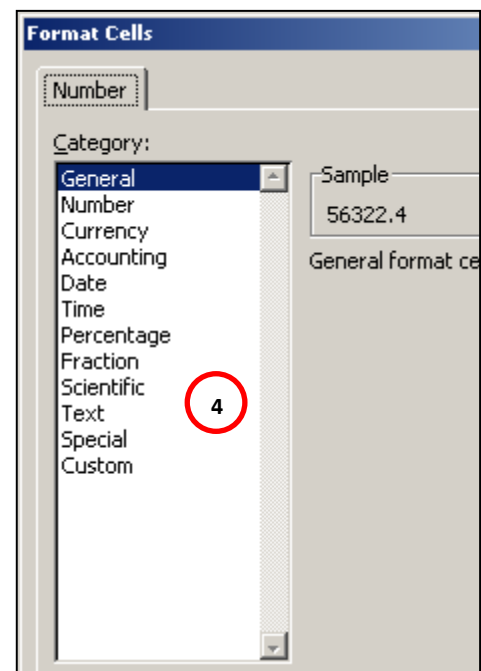 Format Cells
Number
Category:
General
Number
Currency
Accounting
Date
Time
Percentage
Fraction
Scientific
Text
Special
Custom
4
Sample
56322.4
General format ce